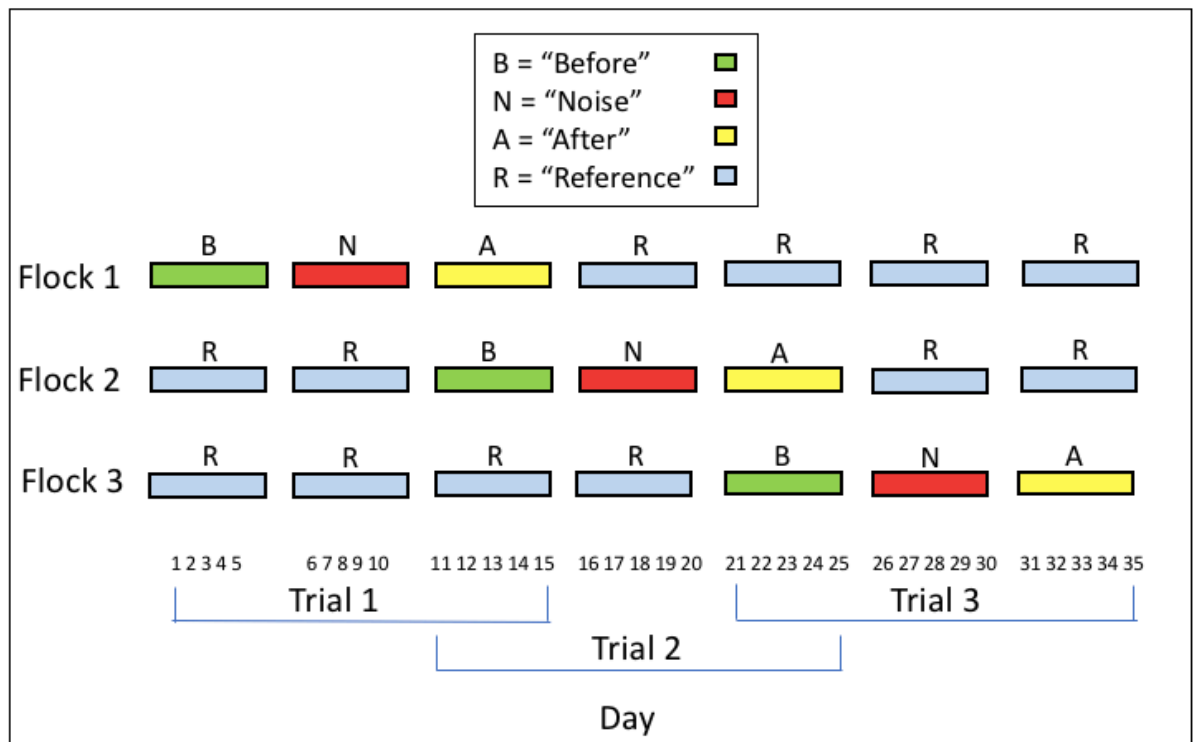 B = “Before”
N = “Noise”
A = “After”
R = “Reference”
B N A R R R R
Flock 1
R R B N A R R
Flock 2
R R R R B N A
Flock 3
1 2 3 4 5 6 7 8 9 10 11 12 13 14 15 16 17 18 19 20 21 22 23 24 25 26 27 28 29 30 31 32 33 34 35
Trial 1 Trial 3
Trial 2
Day